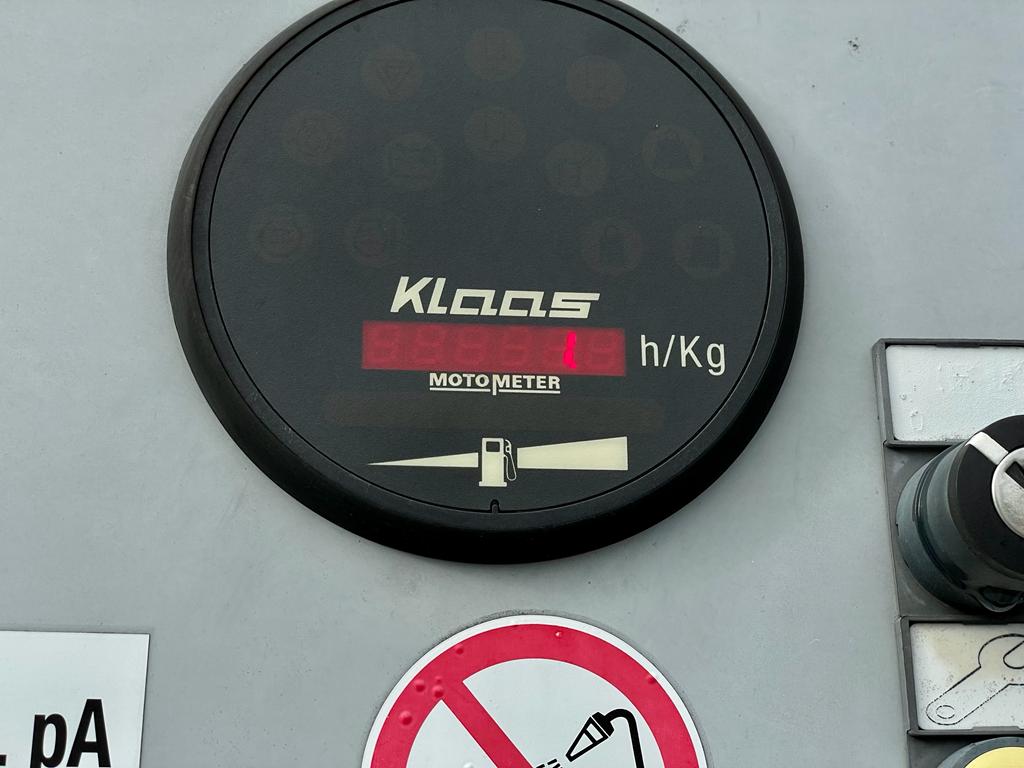 Klaas
1 h/Kg
MOTOMETER
pA